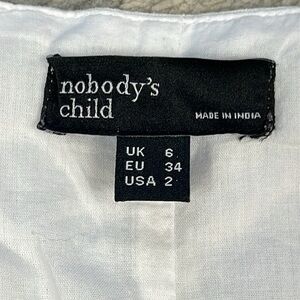 nobody's
child
MADE IN INDIA
UK 6
EU 34
USA 2